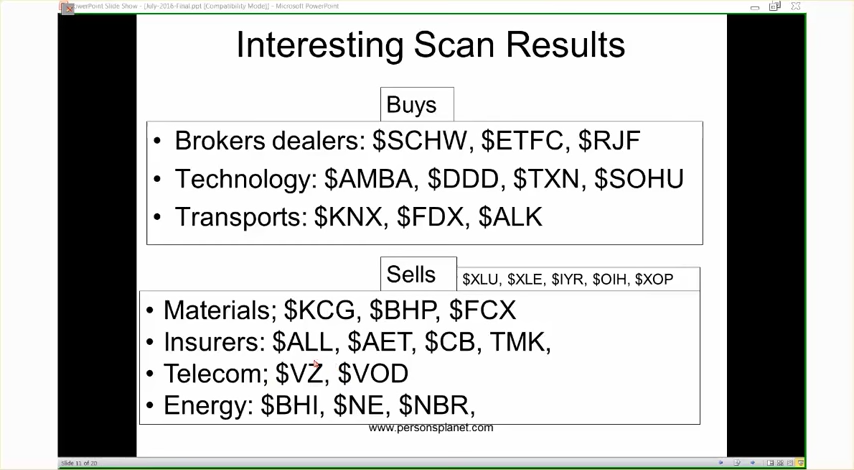 PowerPoint Slide Show - [July-2016-Final.ppt [Compatibility Mode]] - Microsoft PowerPoint
Interesting Scan Results
Buys
• Brokers dealers: $SCHW, $ETFC, $RJF
• Technology: $AMBA, $DDD, $TXN, $SOHU
• Transports: $KNX, $FDX, $ALK
Sells
$XLU, $XLE, $IYR, $OIH, $XOP
• Materials; $KCG, $BHP, $FCX
• Insurers: $ALL, $AET, $CB, TMK,
• Telecom; $VZ, $VOD
• Energy: $BHI, $NE, $NBR,
www.personsplanet.com
Slide 11 of 20